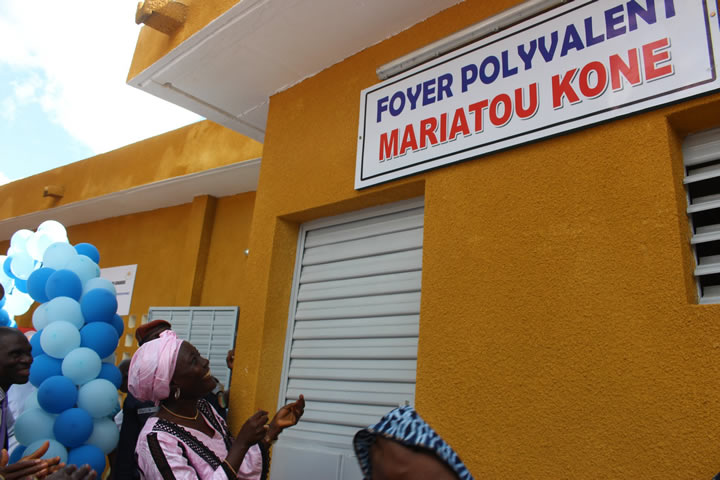 FOYER POLYVALENT
MARIATOU KONE